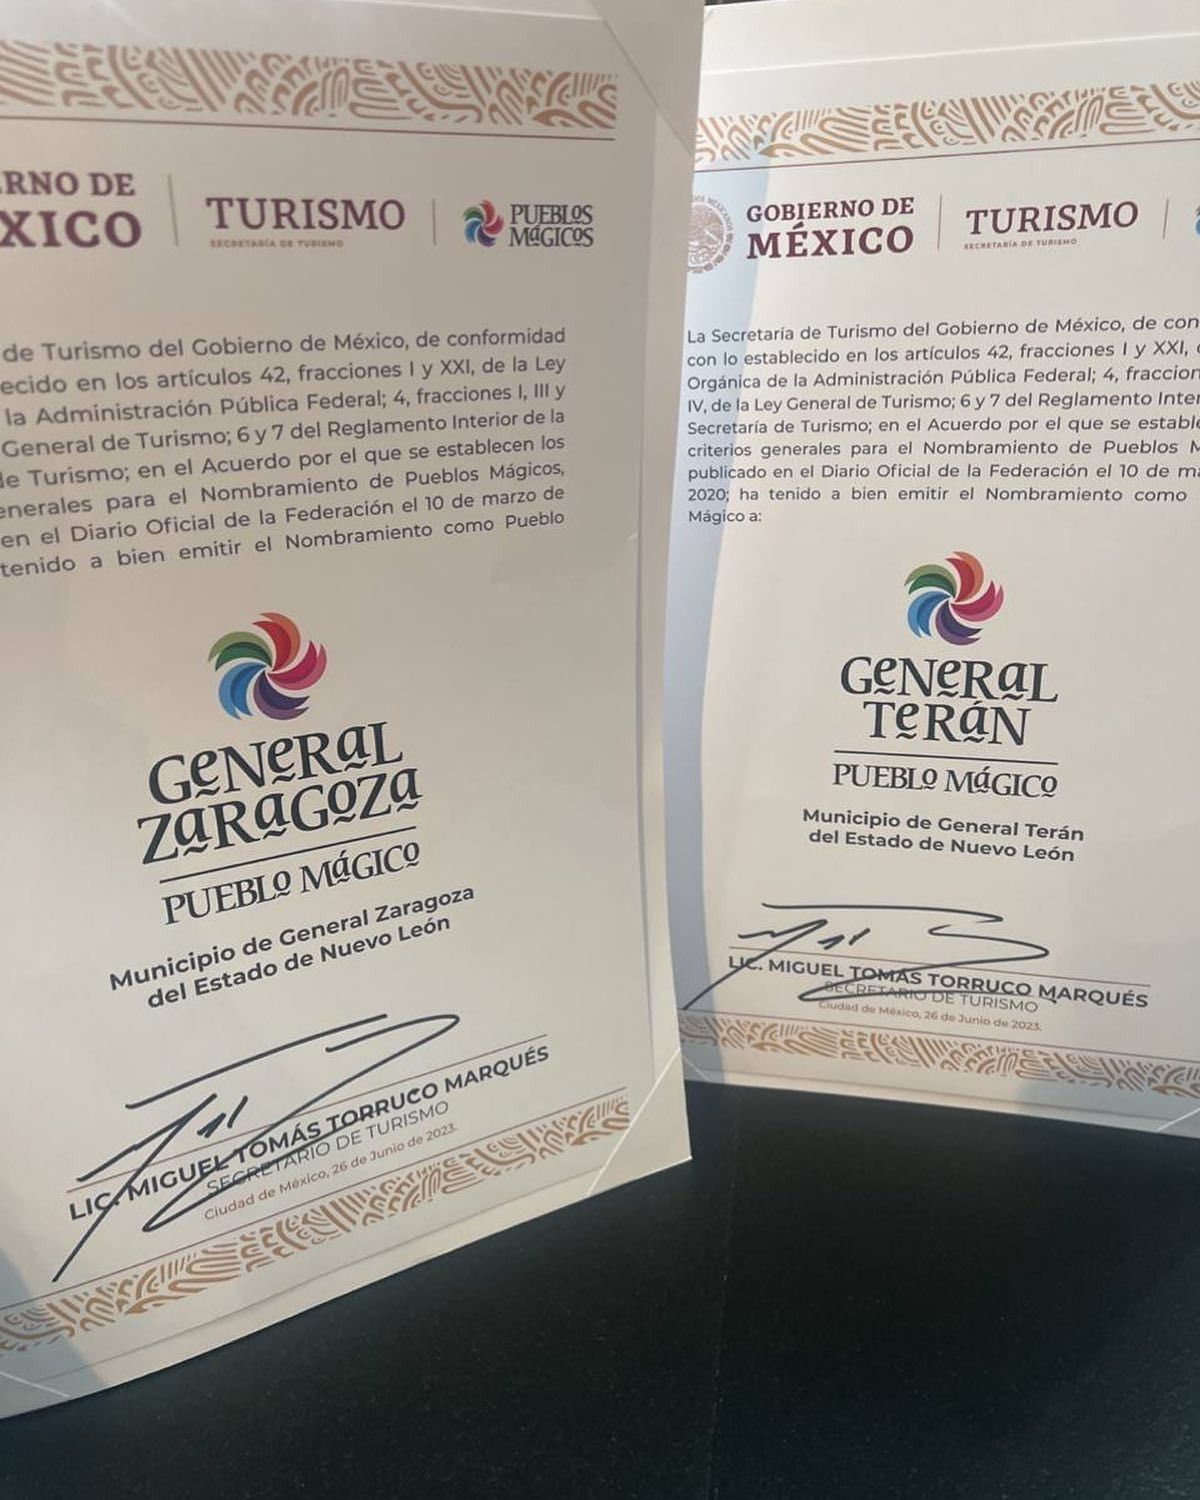 RNO DE
XICO
TURISMO
SECRETARÍA DE TURISMO
PUEBLOS
MÁGICOS
de Turismo del Gobierno de México, de conformidad
ecido en los artículos 42, fracciones I y XXI, de la Ley
la Administración Pública Federal; 4, fracciones I, III y
General de Turismo; 6 y 7 del Reglamento Interior de la
de Turismo; en el Acuerdo por el que se establecen los
enerales para el Nombramiento de Pueblos Mágicos,
en el Diario Oficial de la Federación el 10 de marzo de
tenido a bien emitir el Nombramiento como Pueblo
GENERAL
ZARAGOZA
PUEBLO MÁGICO
Municipio de General Zaragoza
del Estado de Nuevo León
LIC. MIGUEL TOMÁS TORRUCO MARQUÉS
SECRETARIO DE TURISMO
Ciudad de México, 26 de Junio de 2023.
GOBIERNO DE
MÉXICO
TURISMO
SECRETARÍA DE TURISMO
La Secretaría de Turismo del Gobierno de México, de con
con lo establecido en los artículos 42, fracciones I y XXI,
Orgánica de la Administración Pública Federal; 4, fraccion
IV, de la Ley General de Turismo; 6 y 7 del Reglamento Inter
Secretaría de Turismo; en el Acuerdo por el que se estable
criterios generales para el Nombramiento de Pueblos M
publicado en el Diario Oficial de la Federación el 10 de ma
2020; ha tenido a bien emitir el Nombramiento como
Mágico a:
GENERAL
TERÁN
PUEBLO MÁGICO
Municipio de General Terán
del Estado de Nuevo León
LIC. MIGUEL TOMÁS TORRUCO MARQUÉS
SECRETARIO DE TURISMO
Ciudad de México, 26 de Junio de 2023.